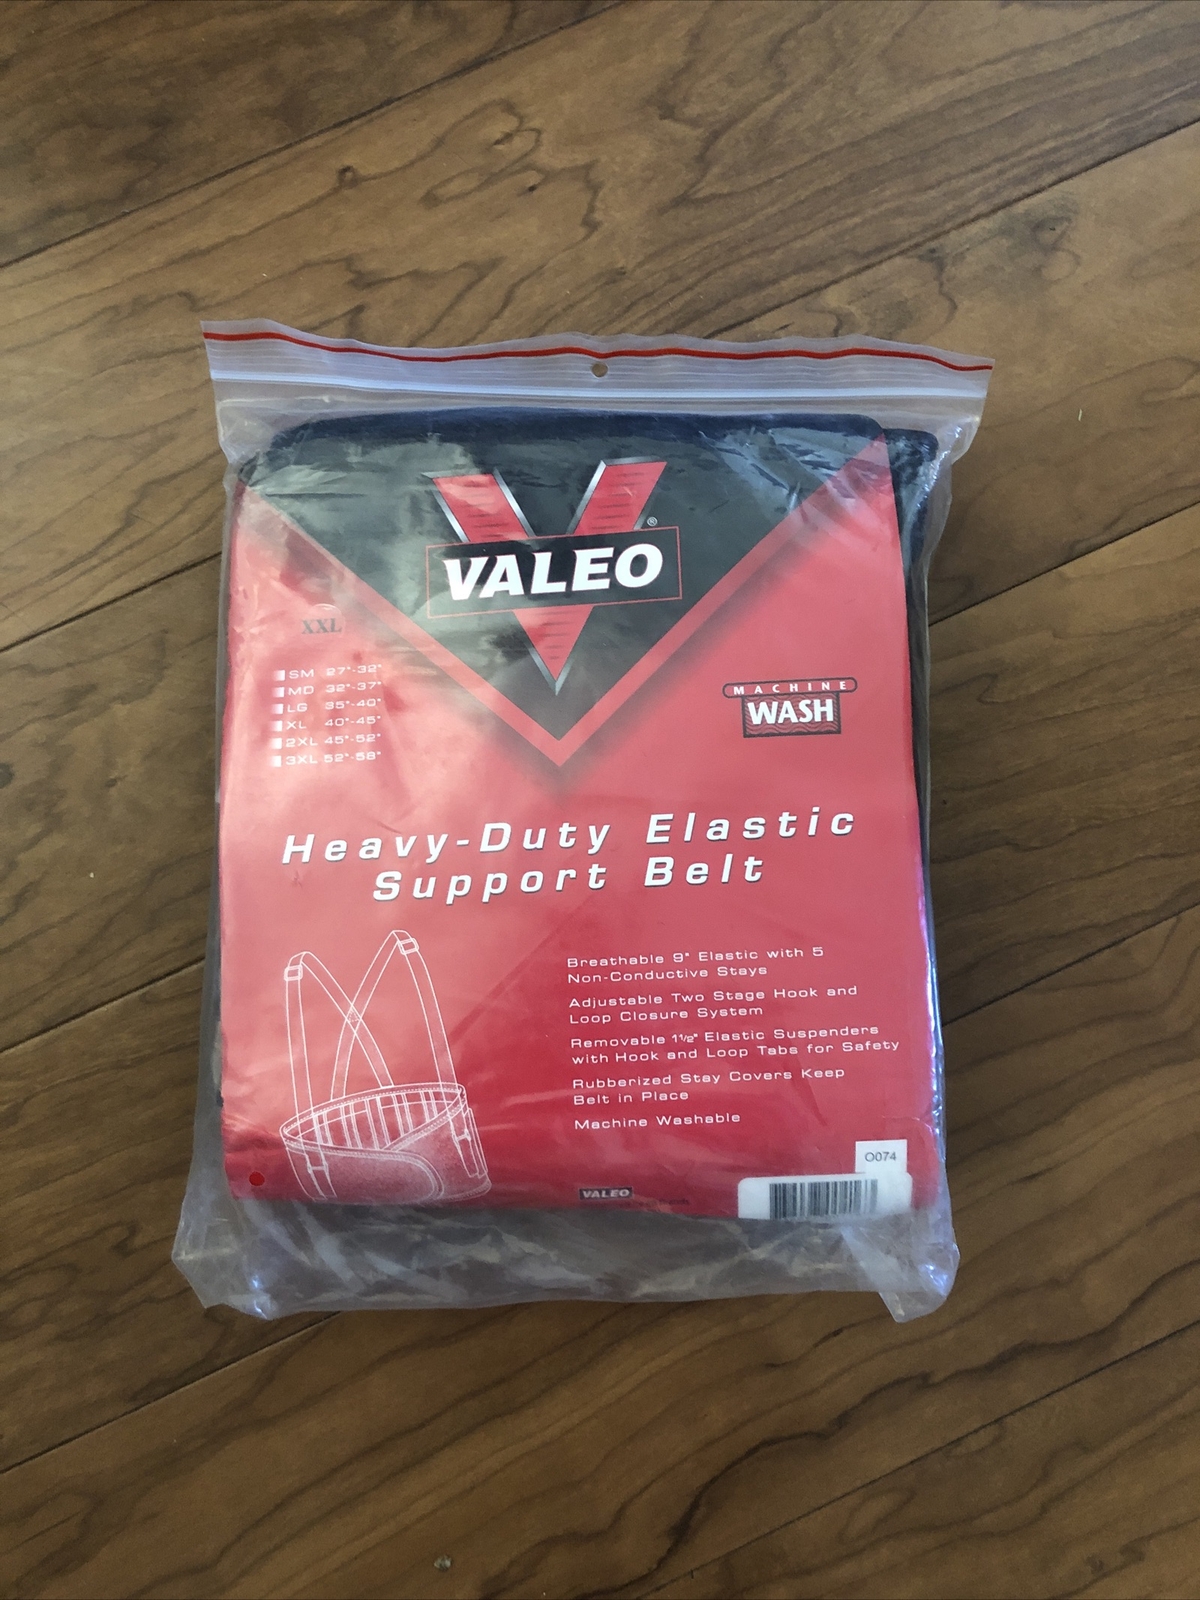 VALEO
®
XXL
SM 27"-32"
MD 32"-37"
LG 35"-40"
XL 40"-45"
2XL 45"-52"
3XL 52"-58"
MACHINE
WASH
Heavy-Duty Elastic
Support Belt
Breathable 9" Elastic with 5
Non-Conductive Stays
Adjustable Two Stage Hook and
Loop Closure System
Removable 1½" Elastic Suspenders
with Hook and Loop Tabs for Safety
Rubberized Stay Covers Keep
Belt in Place
Machine Washable
O074
VALEO